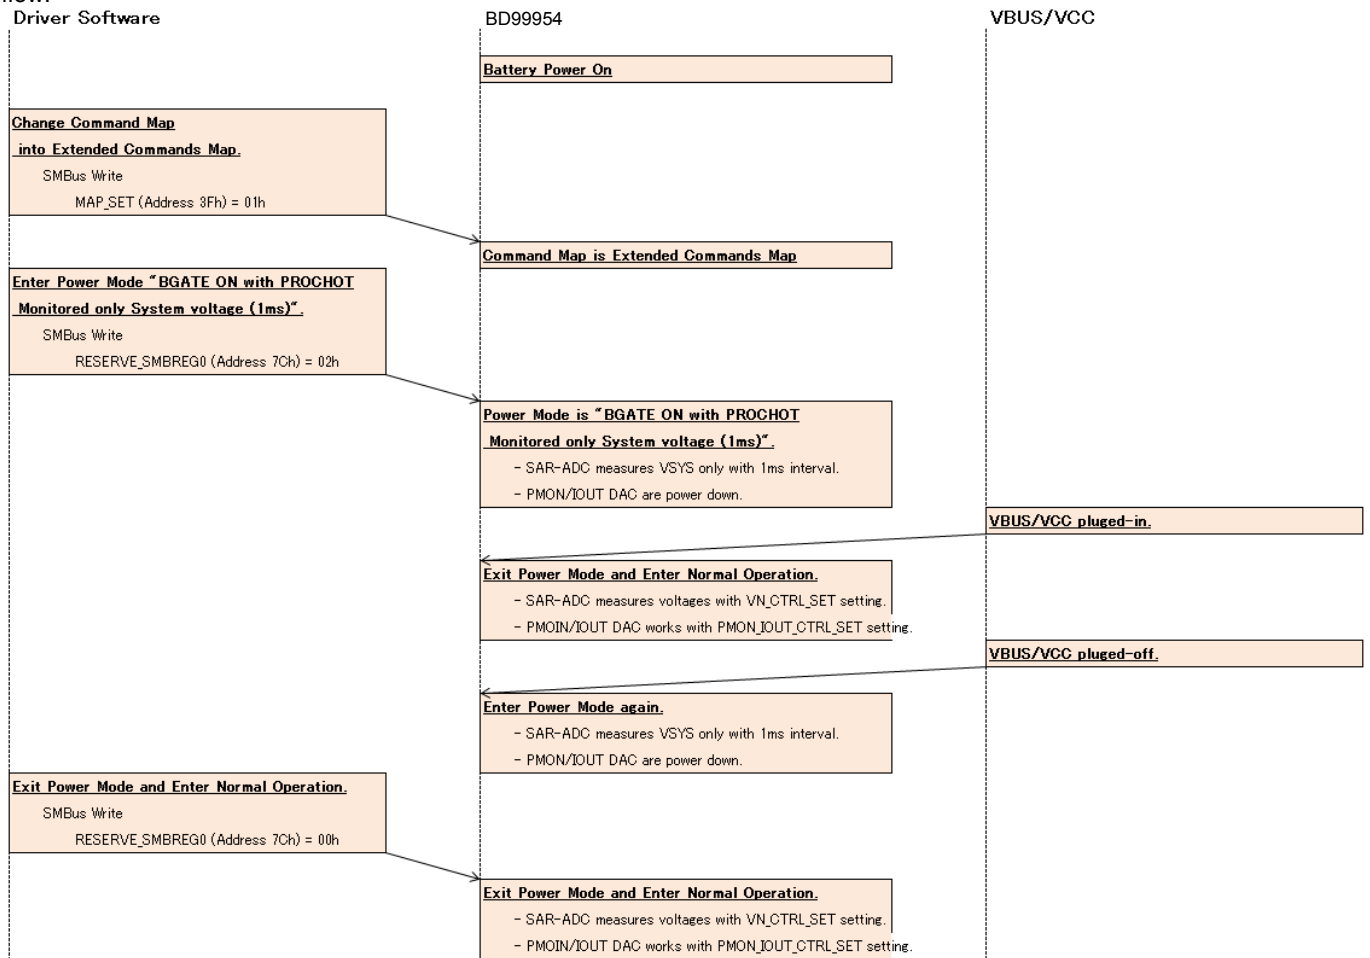 flow.
Driver Software
BD99954
VBUS/VCC
Battery Power On
Change Command Map
into Extended Commands Map.
SMBus Write
MAP_SET (Address 3Fh) = 01h
Command Map is Extended Commands Map
Enter Power Mode "BGATE ON with PROCHOT
Monitored only System voltage (1ms)".
SMBus Write
RESERVE_SMBREG0 (Address 7Ch) = 02h
Power Mode is "BGATE ON with PROCHOT
Monitored only System voltage (1ms)".
- SAR-ADC measures VSYS only with 1ms interval.
- PMON/IOUT DAC are power down.
VBUS/VCC pluged-in.
Exit Power Mode and Enter Normal Operation.
- SAR-ADC measures voltages with VN_CTRL_SET setting.
- PMOIN/IOUT DAC works with PMON_IOUT_CTRL_SET setting.
VBUS/VCC pluged-off.
Enter Power Mode again.
- SAR-ADC measures VSYS only with 1ms interval.
- PMON/IOUT DAC are power down.
Exit Power Mode and Enter Normal Operation.
SMBus Write
RESERVE_SMBREG0 (Address 7Ch) = 00h
Exit Power Mode and Enter Normal Operation.
- SAR-ADC measures voltages with VN_CTRL_SET setting.
- PMOIN/IOUT DAC works with PMON_IOUT_CTRL_SET setting.